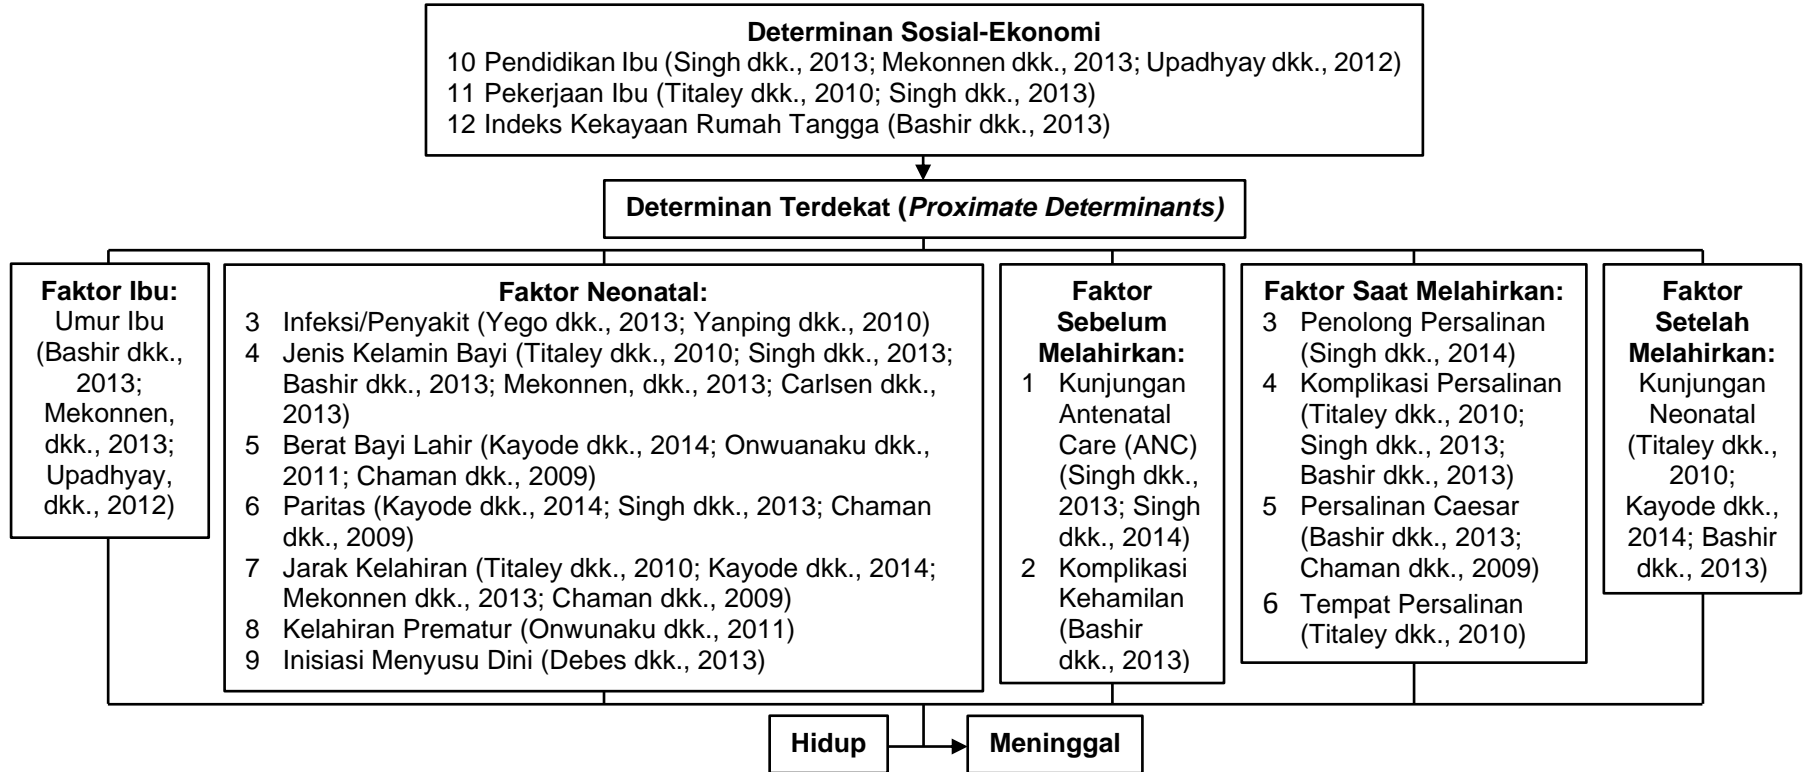 Determinan Sosial-Ekonomi
10 Pendidikan Ibu (Singh dkk., 2013; Mekonnen dkk., 2013; Upadhyay dkk., 2012)
11 Pekerjaan Ibu (Titaley dkk., 2010; Singh dkk., 2013)
12 Indeks Kekayaan Rumah Tangga (Bashir dkk., 2013)
Determinan Terdekat (Proximate Determinants)
Faktor Ibu:
Umur Ibu
(Bashir dkk.,
2013;
Mekonnen,
dkk., 2013;
Upadhyay,
dkk., 2012)
Faktor Neonatal:
3 Infeksi/Penyakit (Yego dkk., 2013; Yanping dkk., 2010)
4 Jenis Kelamin Bayi (Titaley dkk., 2010; Singh dkk., 2013;
Bashir dkk., 2013; Mekonnen, dkk., 2013; Carlsen dkk.,
2013)
5 Berat Bayi Lahir (Kayode dkk., 2014; Onwuanaku dkk.,
2011; Chaman dkk., 2009)
6 Paritas (Kayode dkk., 2014; Singh dkk., 2013; Chaman
dkk., 2009)
7 Jarak Kelahiran (Titaley dkk., 2010; Kayode dkk., 2014;
Mekonnen dkk., 2013; Chaman dkk., 2009)
8 Kelahiran Prematur (Onwunaku dkk., 2011)
9 Inisiasi Menyusu Dini (Debes dkk., 2013)
Faktor
Sebelum
Melahirkan:
1 Kunjungan
Antenatal
Care (ANC)
(Singh dkk.,
2013; Singh
dkk., 2014)
2 Komplikasi
Kehamilan
(Bashir
dkk., 2013)
Faktor Saat Melahirkan:
3 Penolong Persalinan
(Singh dkk., 2014)
4 Komplikasi Persalinan
(Titaley dkk., 2010;
Singh dkk., 2013;
Bashir dkk., 2013)
5 Persalinan Caesar
(Bashir dkk., 2013;
Chaman dkk., 2009)
6 Tempat Persalinan
(Titaley dkk., 2010)
Faktor
Setelah
Melahirkan:
Kunjungan
Neonatal
(Titaley dkk.,
2010;
Kayode dkk.,
2014; Bashir
dkk., 2013)
Hidup
Meninggal